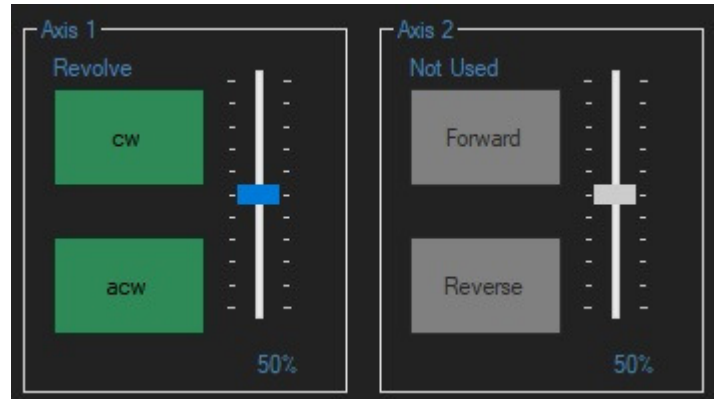 Axis 1
Revolve
cw
acw
50%
Axis 2
Not Used
Forward
Reverse
50%